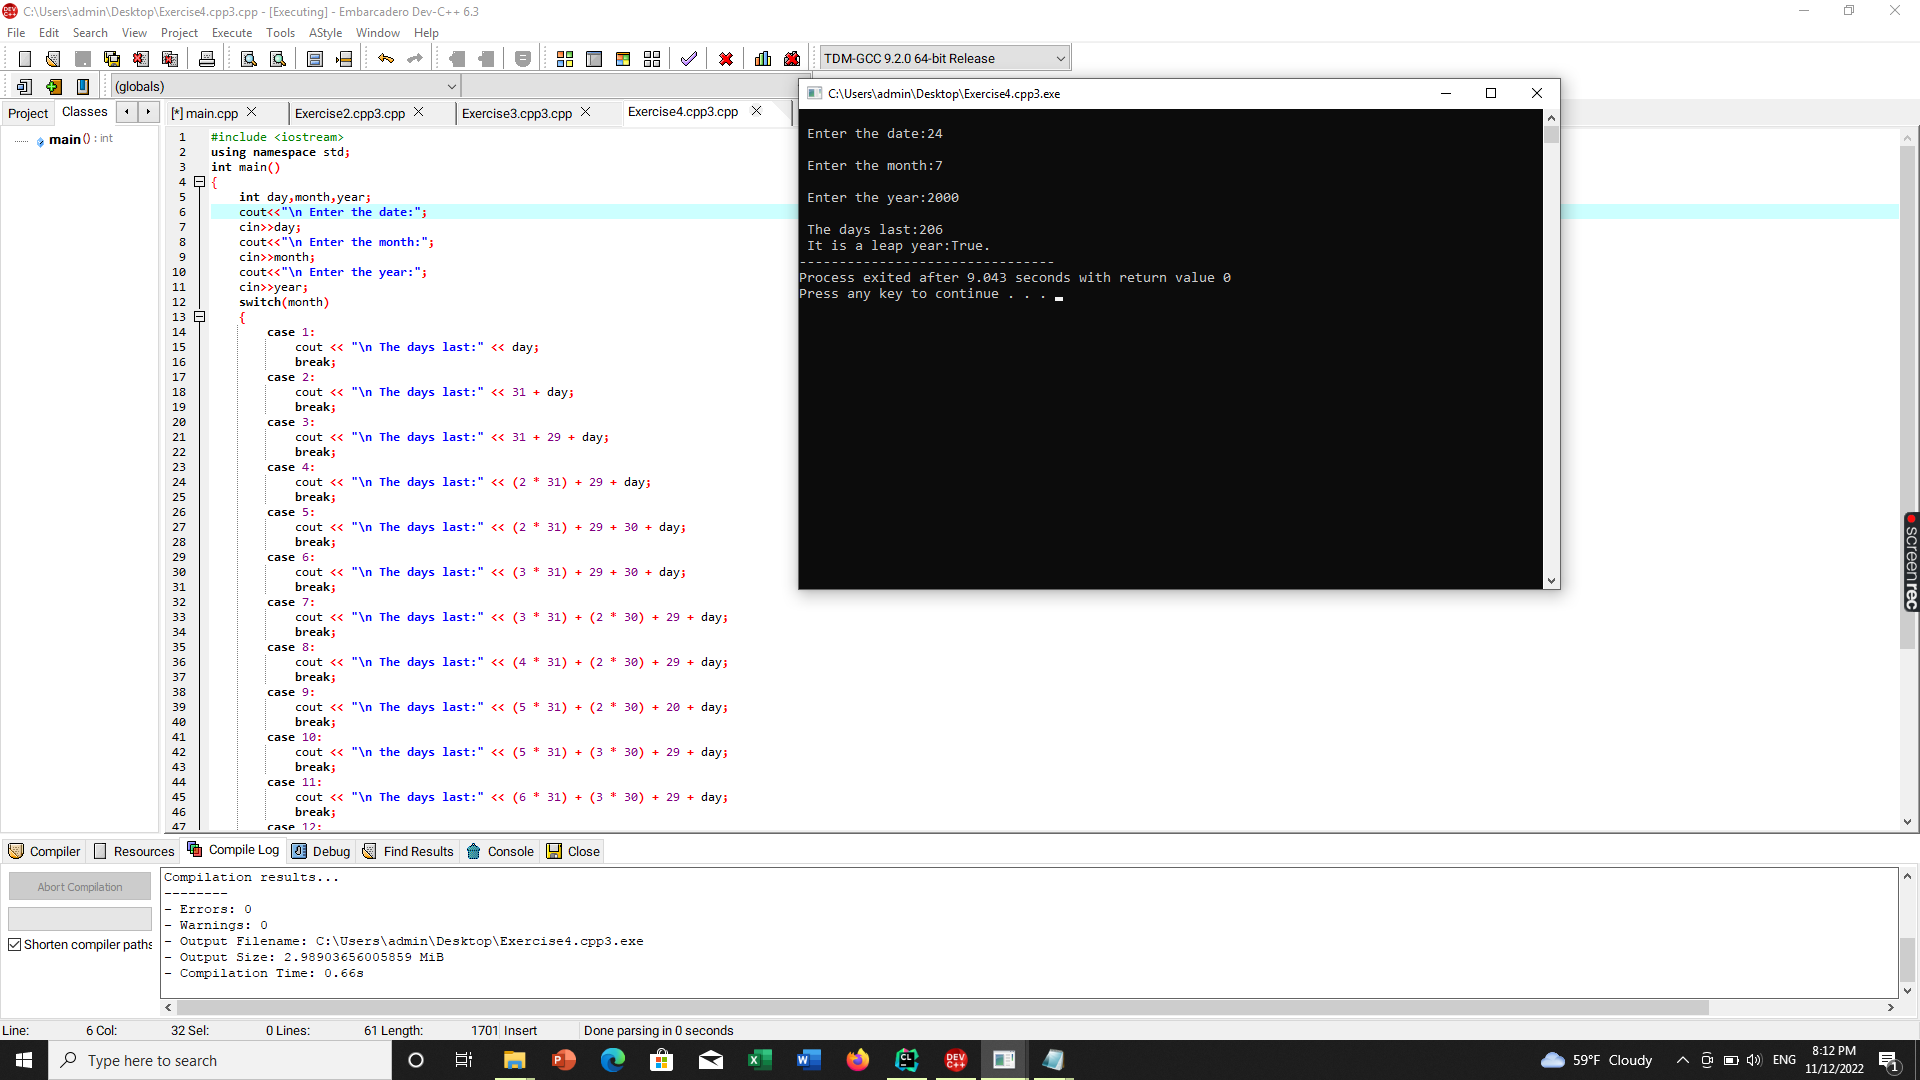 C:\Users\admin\Desktop\Exercise4.cpp3.cpp - [Executing] - Embarcadero Dev-C++ 6.3
File Edit Search View Project Execute Tools AStyle Window Help
TDM-GCC 9.2.0 64-bit Release
(globals)
Project Classes
[*] main.cpp Exercise2.cpp3.cpp Exercise3.cpp3.cpp Exercise4.cpp3.cpp
main () : int
1 #include <iostream>
2 using namespace std;
3 int main()
4 {
5 int day,month,year;
6 cout<<"\n Enter the date:";
7 cin>>day;
8 cout<<"\n Enter the month:";
9 cin>>month;
10 cout<<"\n Enter the year:";
11 cin>>year;
12 switch(month)
13 {
14 case 1:
15 cout << "\n The days last:" << day;
16 break;
17 case 2:
18 cout << "\n The days last:" << 31 + day;
19 break;
20 case 3:
21 cout << "\n The days last:" << 31 + 29 + day;
22 break;
23 case 4:
24 cout << "\n The days last:" << (2 * 31) + 29 + day;
25 break;
26 case 5:
27 cout << "\n The days last:" << (2 * 31) + 29 + 30 + day;
28 break;
29 case 6:
30 cout << "\n The days last:" << (3 * 31) + 29 + 30 + day;
31 break;
32 case 7:
33 cout << "\n The days last:" << (3 * 31) + (2 * 30) + 29 + day;
34 break;
35 case 8:
36 cout << "\n The days last:" << (4 * 31) + (2 * 30) + 29 + day;
37 break;
38 case 9:
39 cout << "\n The days last:" << (5 * 31) + (2 * 30) + 20 + day;
40 break;
41 case 10:
42 cout << "\n the days last:" << (5 * 31) + (3 * 30) + 29 + day;
43 break;
44 case 11:
45 cout << "\n The days last:" << (6 * 31) + (3 * 30) + 29 + day;
46 break;
47 case 12:
C:\Users\admin\Desktop\Exercise4.cpp3.exe
Enter the date:24
Enter the month:7
Enter the year:2000
The days last:206
It is a leap year:True.
--------------------------------
Process exited after 9.043 seconds with return value 0
Press any key to continue . . .
screenrec
Compiler Resources Compile Log Debug Find Results Console Close
Abort Compilation
Shorten compiler paths
Compilation results...
--------
- Errors: 0
- Warnings: 0
- Output Filename: C:\Users\admin\Desktop\Exercise4.cpp3.exe
- Output Size: 2.98903656005859 MiB
- Compilation Time: 0.66s
Line: 6 Col: 32 Sel: 0 Lines: 61 Length: 1701 Insert Done parsing in 0 seconds
Type here to search
59°F Cloudy
ENG
8:12 PM
11/12/2022
1